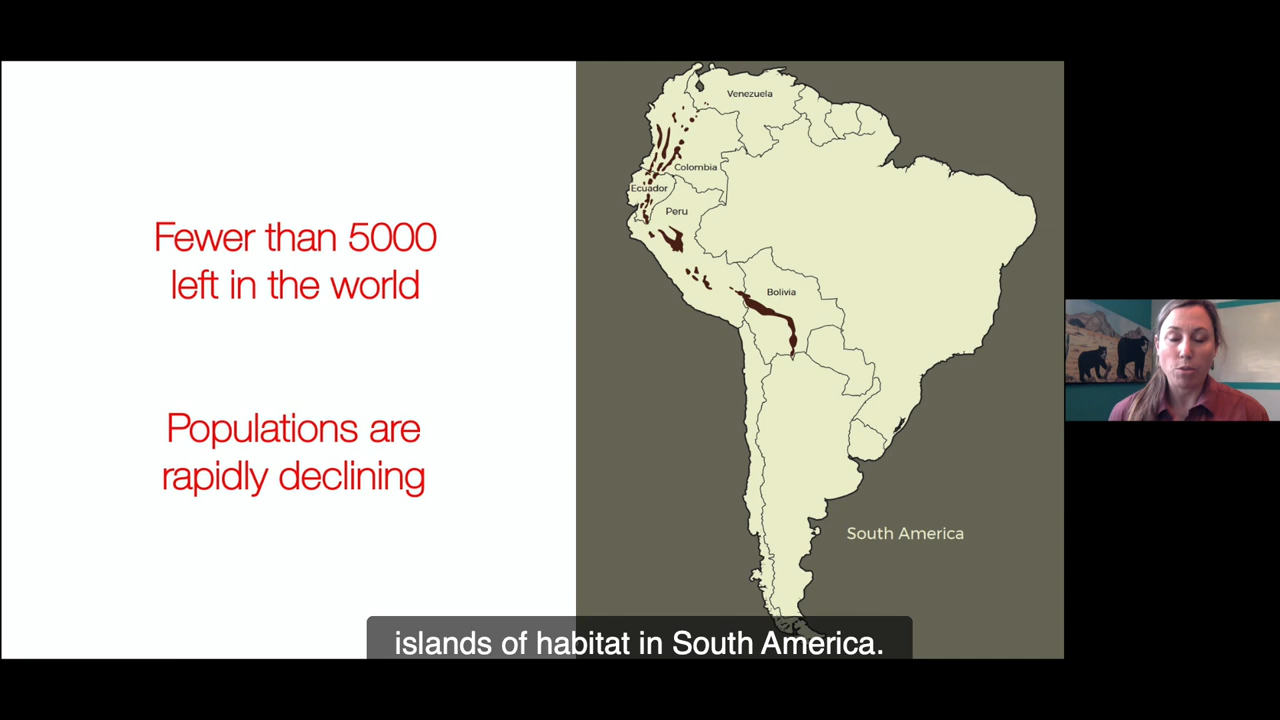 Fewer than 5000
left in the world
Populations are
rapidly declining
Venezuela
Colombia
Ecuador
Peru
Bolivia
South America
islands of habitat in South America.